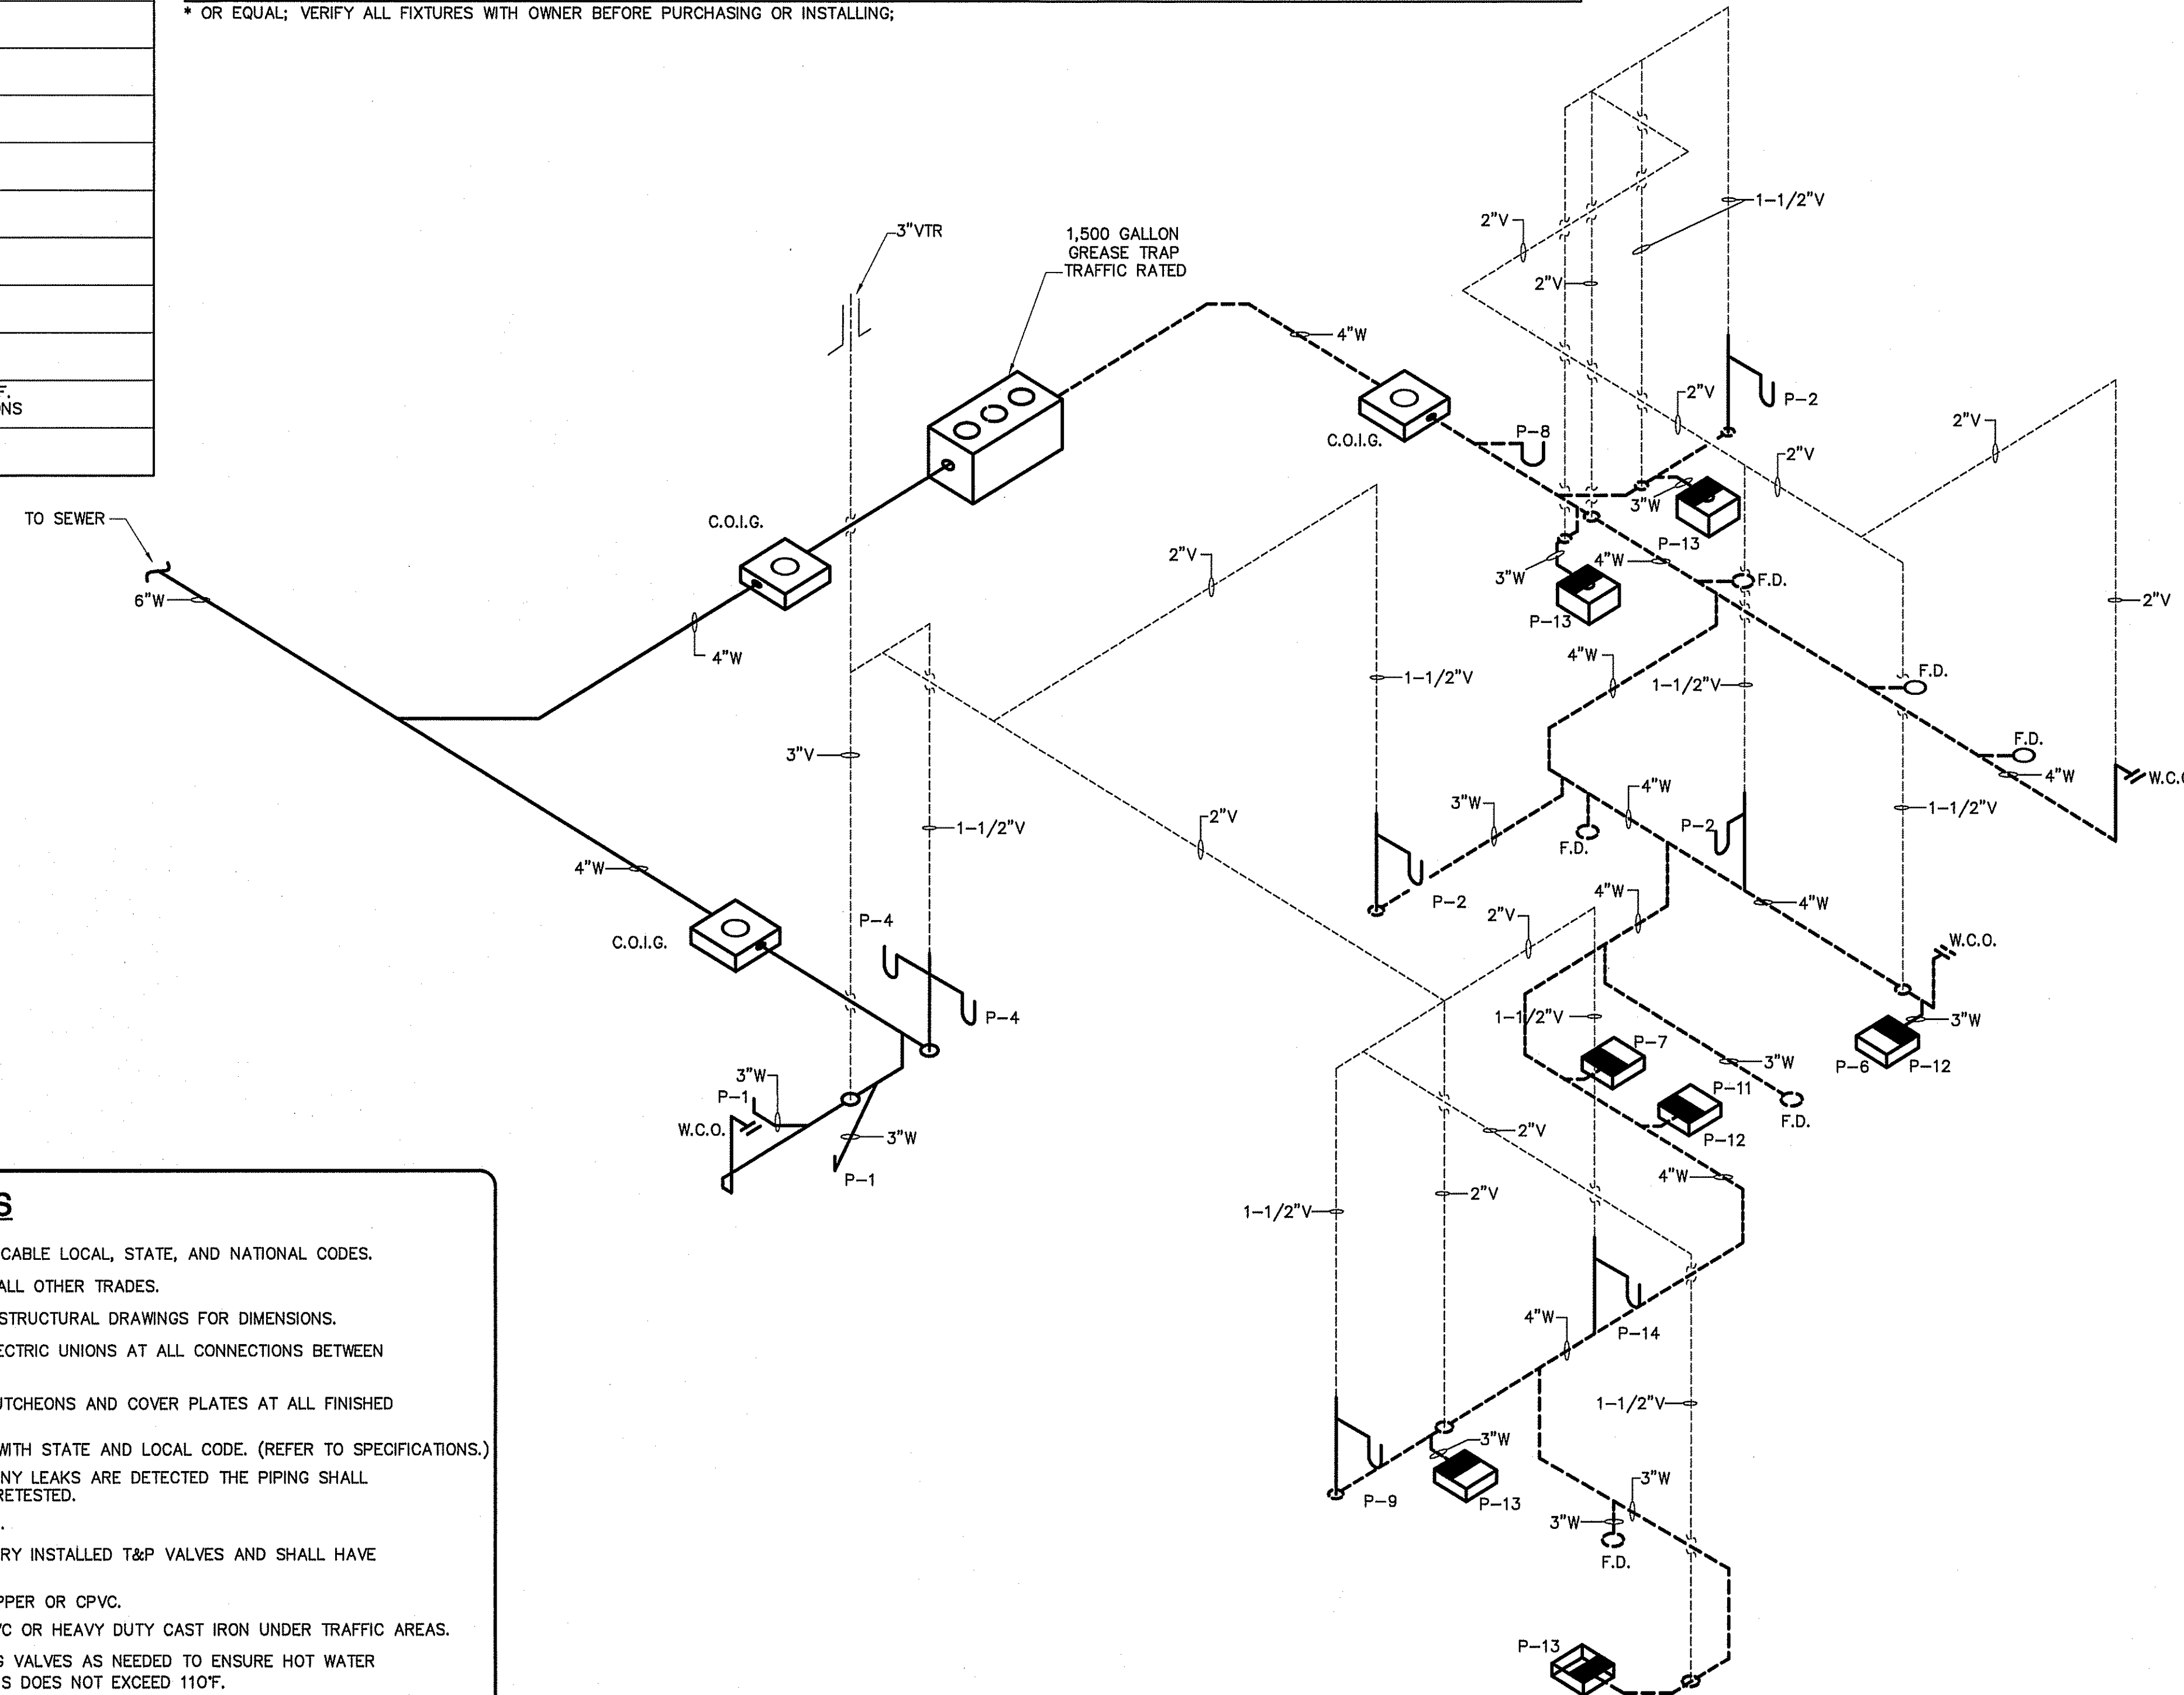 * OR EQUAL; VERIFY ALL FIXTURES WITH OWNER BEFORE PURCHASING OR INSTALLING;
F.
NS
TO SEWER
6"W
C.O.I.G.
4"W
3"VTR
1,500 GALLON
GREASE TRAP
TRAFFIC RATED
4"W
C.O.I.G.
P-8
2"V
2"V
1-1/2"V
2"V
P-2
2"V
2"V
2"V
3"W
P-13
3"W
P-13
4"W
F.D.
F.D.
F.D.
4"W
W.C.
4"W
1-1/2"V
1-1/2"V
2"V
1-1/2"V
3"V
1-1/2"V
2"V
4"W
C.O.I.G.
P-4
P-4
3"W
P-1
W.C.O.
3"W
P-1
3"W
P-2
F.D.
4"W
P-2
4"W
4"W
W.C.O.
3"W
P-6
P-12
2"V
1-1/2"V
P-7
P-11
P-12
3"W
F.D.
4"W
2"V
2"V
1-1/2"V
P-14
4"W
1-1/2"V
P-9
3"W
P-13
3"W
3"W
F.D.
P-13
S
CABLE LOCAL, STATE, AND NATIONAL CODES.
ALL OTHER TRADES.
STRUCTURAL DRAWINGS FOR DIMENSIONS.
ECTRIC UNIONS AT ALL CONNECTIONS BETWEEN
UTCHEONS AND COVER PLATES AT ALL FINISHED
WITH STATE AND LOCAL CODE. (REFER TO SPECIFICATIONS.)
NY LEAKS ARE DETECTED THE PIPING SHALL
RETESTED.
.
RY INSTALLED T&P VALVES AND SHALL HAVE
PPER OR CPVC.
VC OR HEAVY DUTY CAST IRON UNDER TRAFFIC AREAS.
G VALVES AS NEEDED TO ENSURE HOT WATER
S DOES NOT EXCEED 110°F.